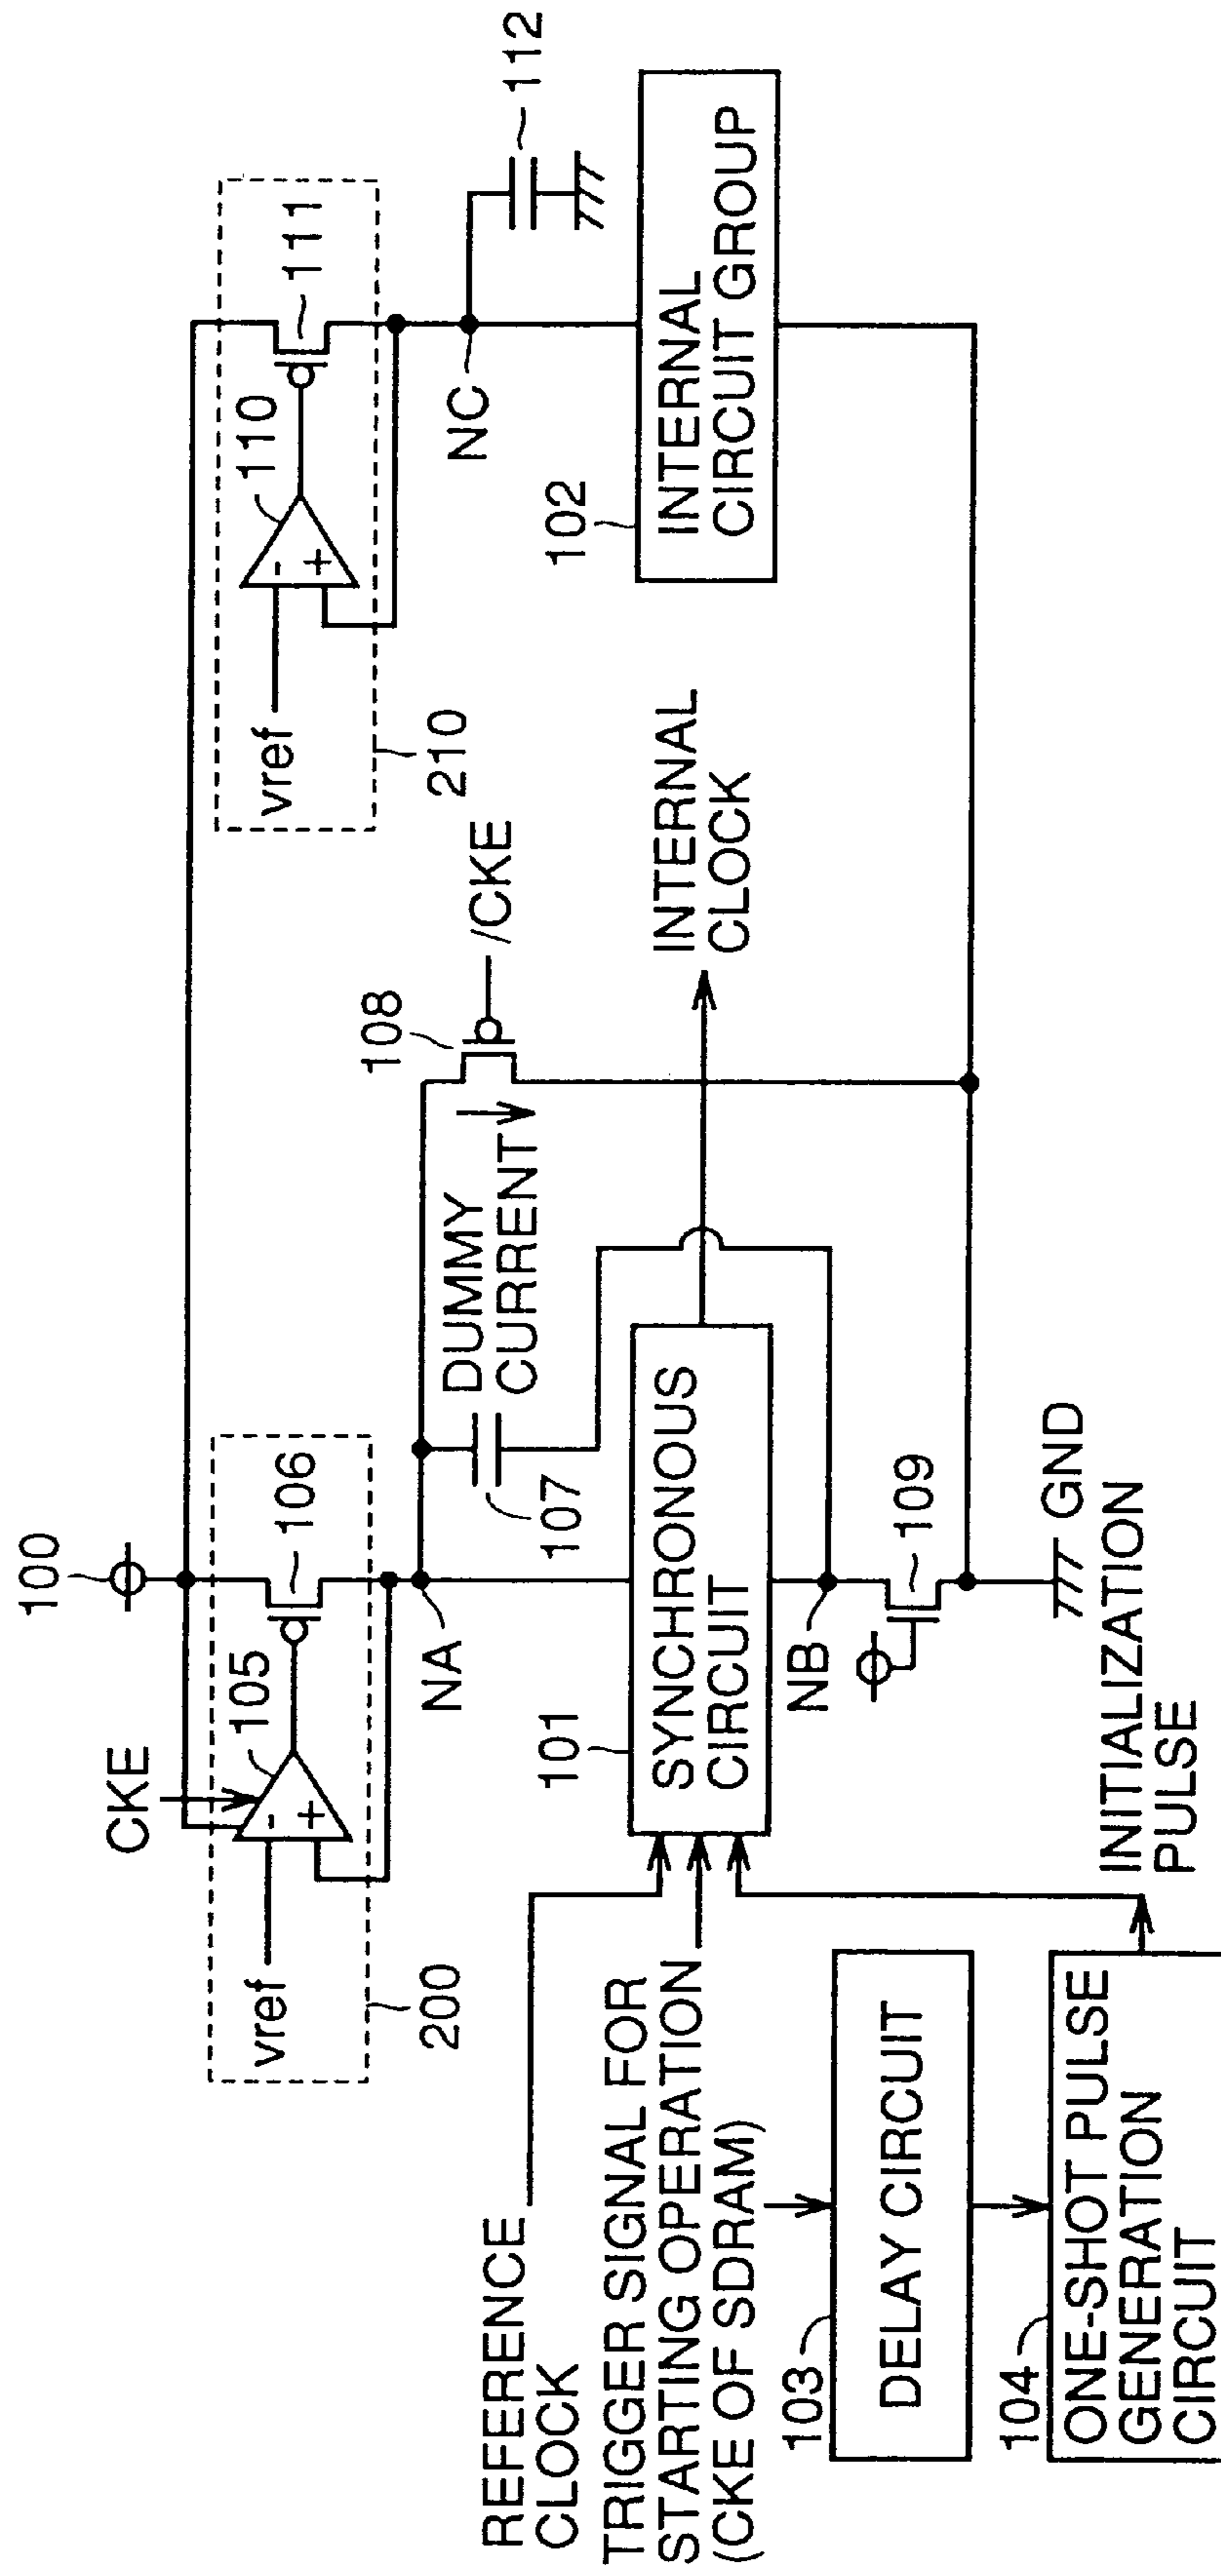 100
CKE
105
106
vref
200
NA
107
DUMMY
CURRENT
108
/CKE
vref
110
111
210
NC
112
REFERENCE
CLOCK
TRIGGER SIGNAL FOR
STARTING OPERATION
(CKE OF SDRAM)
101
SYNCHRONOUS
CIRCUIT
INTERNAL
CLOCK
102
INTERNAL
CIRCUIT GROUP
NB
109
GND
103
DELAY CIRCUIT
104
ONE-SHOT PULSE
GENERATION
CIRCUIT
INITIALIZATION
PULSE